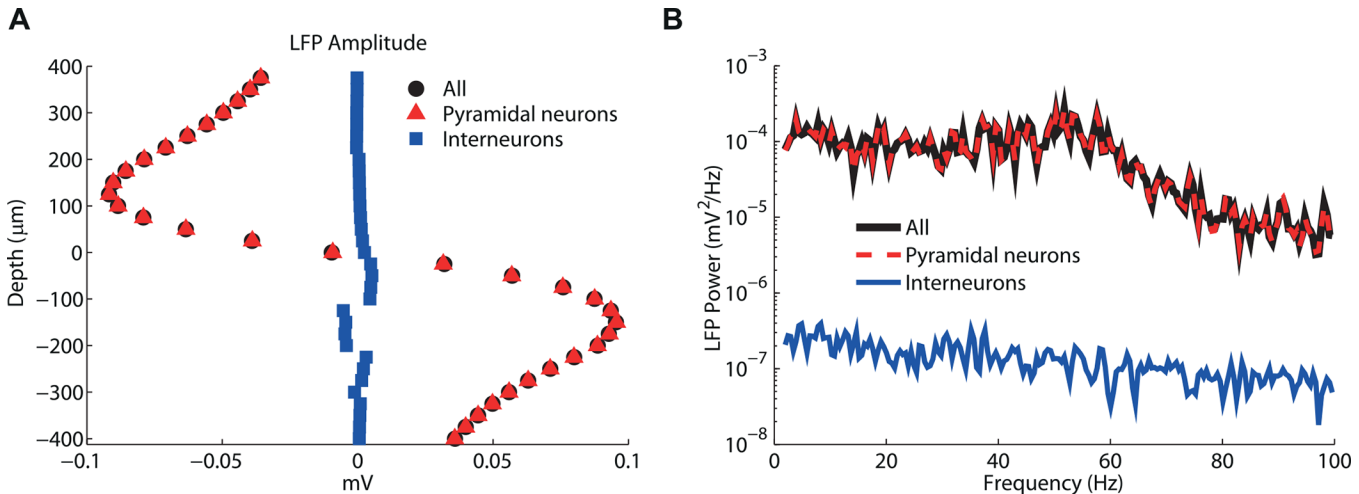 A
LFP Amplitude
400
300
200
100
0
−100
−200
−300
−400
Depth (μm)
All
Pyramidal neurons
Interneurons
−0.1
−0.05
0
0.05
0.1
mV
B
10⁻³
10⁻⁴
10⁻⁵
10⁻⁶
10⁻⁷
10⁻⁸
LFP Power (mV²/Hz)
All
Pyramidal neurons
Interneurons
0
20
40
60
80
100
Frequency (Hz)